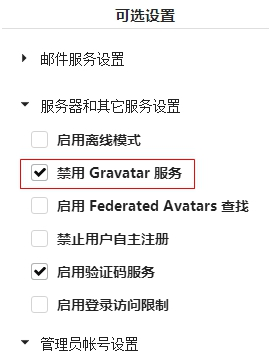 可选设置
邮件服务设置
服务器和其它服务设置
启用离线模式
禁用 Gravatar 服务
启用 Federated Avatars 查找
禁止用户自主注册
启用验证码服务
启用登录访问限制
管理员帐号设置